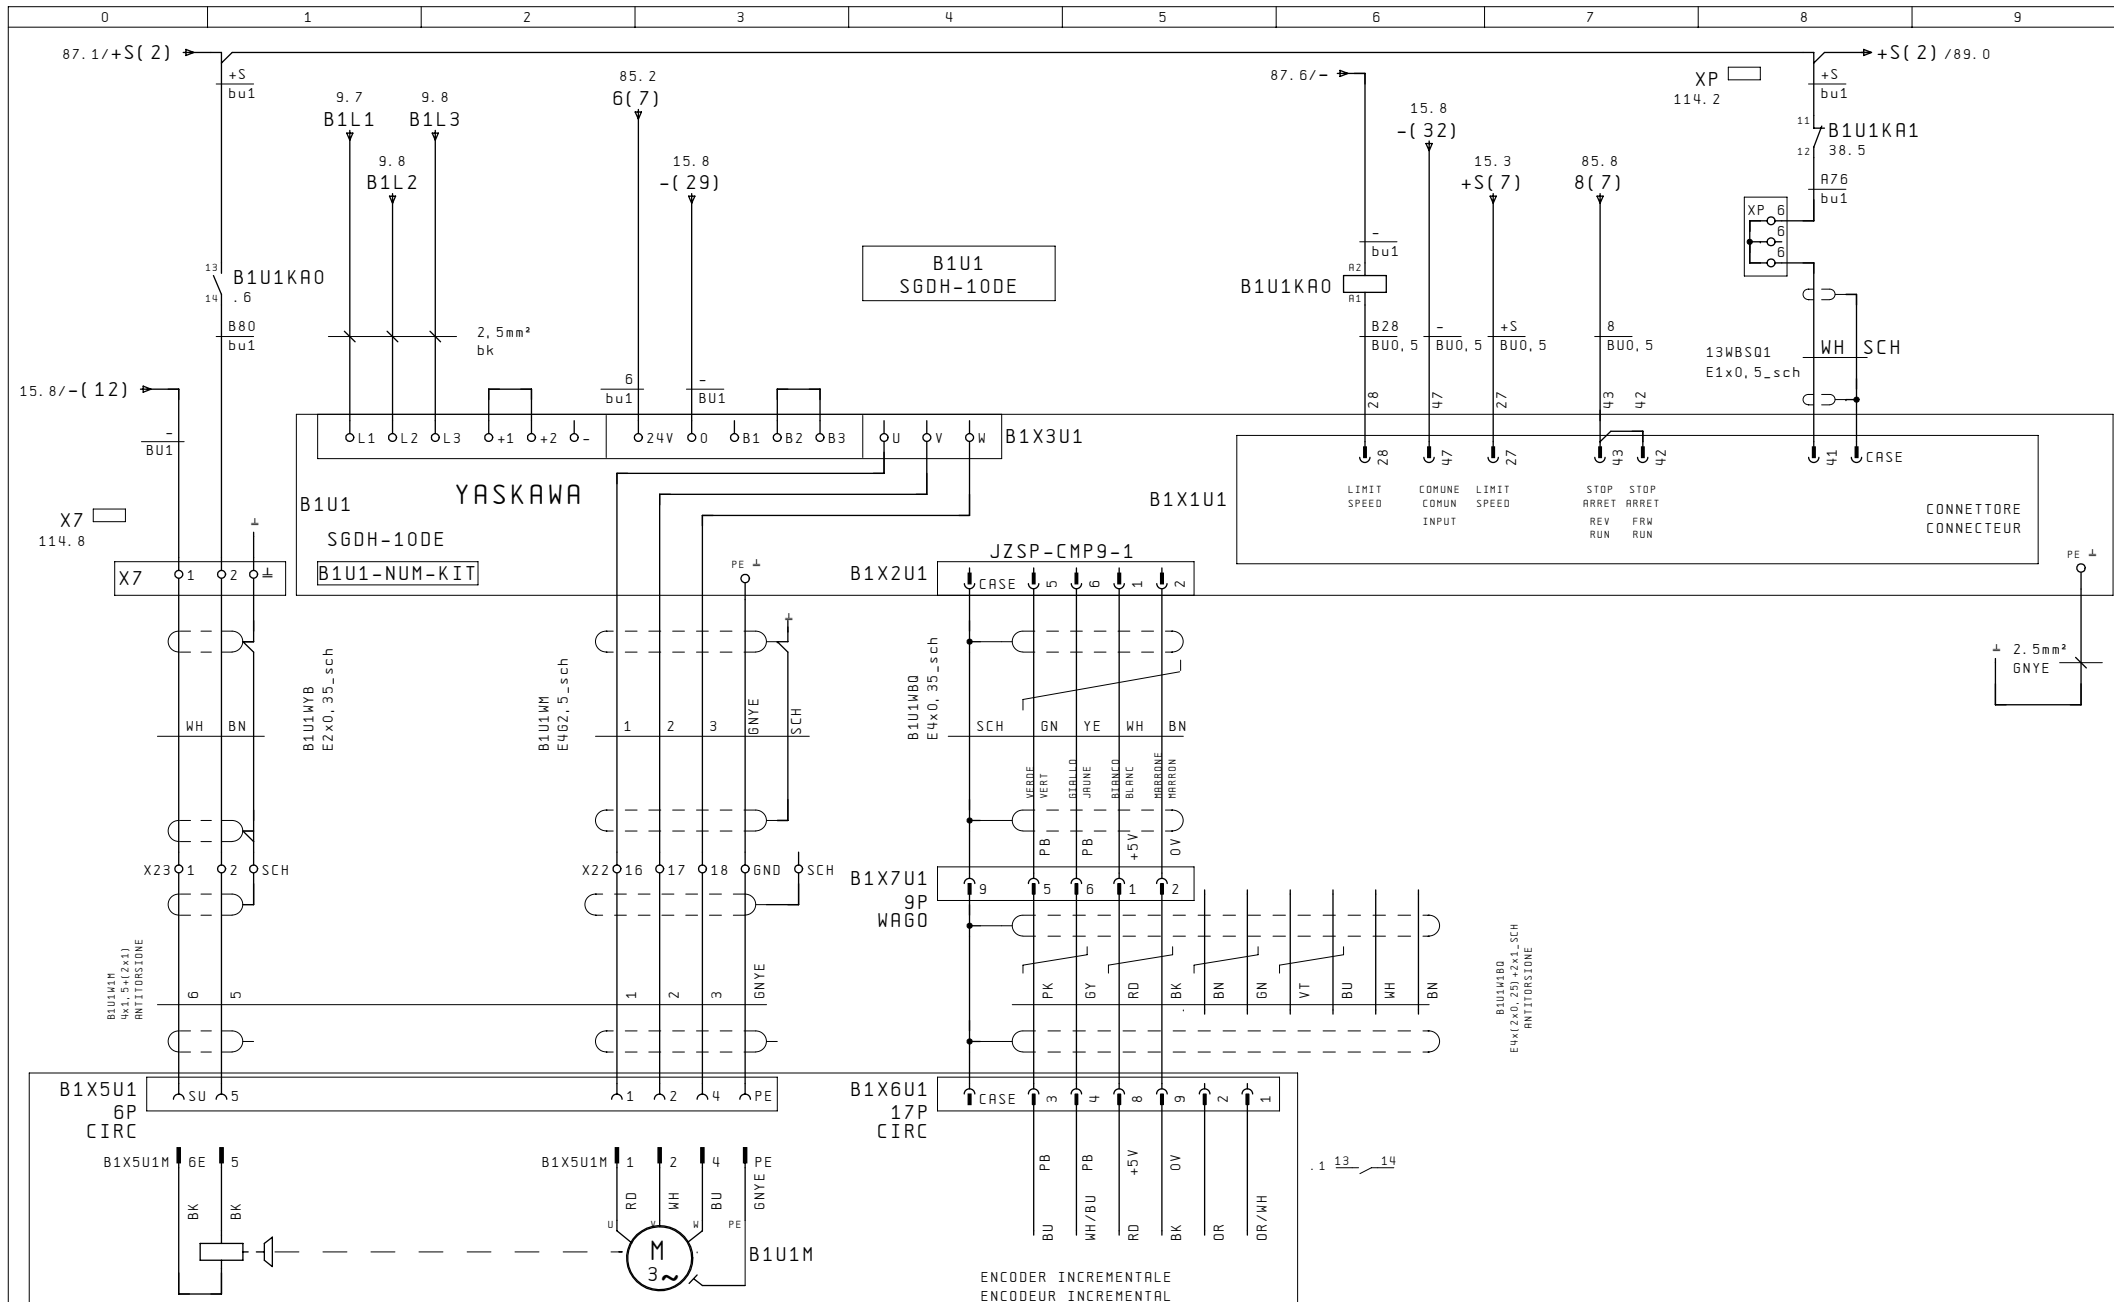 0 1 2 3 4 5 6 7 8 9
87.1/+S(2)
+S(2)/89.0
+S
bu1
9.7
B1L1
9.8
B1L3
9.8
B1L2
85.2
6(7)
15.8
-(29)
87.6/-
15.8
-(32)
15.3
+S(7)
85.8
8(7)
XP
114.2
+S
bu1
11
12
B1U1KA1
38.5
A76
bu1
XP 6
6
6
13
14
B1U1KA0
.6
B80
bu1
2,5mm²
bk
B1U1
SGDH-10DE
-
bu1
A2
A1
B1U1KA0
B28
BU0,5
-
BU0,5
+S
BU0,5
8
BU0,5
13WBSQ1
E1x0,5_sch
WH SCH
15.8/-(12)
-
BU1
6
bu1
-
BU1
28
47
27
43
42
L1 L2 L3 +1 +2 - 24V 0 B1 B2 B3 U V W B1X3U1
28
47
27
43
42
41
CASE
YASKAWA
B1U1
SGDH-10DE
B1U1-NUM-KIT
B1X1U1
LIMIT
SPEED
COMUNE
COMUN
INPUT
LIMIT
SPEED
STOP
ARRET
REV
RUN
STOP
ARRET
FRW
RUN
CONNETTORE
CONNECTEUR
X7
114.8
X7 1 2
PE
PE
JZSP-CMP9-1
B1X2U1
CASE 5 6 1 2
2.5mm²
GNYE
B1U1WYB
E2x0,35_sch
WH BN
B1U1WM
E4G2,5_sch
1 2 3 GNYE SCH
B1U1WBQ
E4x0,35_sch
SCH GN YE WH BN
VERDE
VERT
GIALLO
JAUNE
BIANCO
BLANC
MARRONE
MARRON
PB PB +5V 0V
X23 1 2 SCH
X22 16 17 18 GND SCH
B1X7U1
9P
WAGO
9 5 6 1 2
B1U1W1M
4x1,5+(2x1)
ANTITORSIONE
6 5
1 2 3 GNYE
PK GY RD BK BN GN VT BU WH BN
B1U1W1BQ
E4x(2x0,25)+2x1_SCH
ANTITORSIONE
B1X5U1
6P
CIRC
SU 5
1 2 4 PE
B1X6U1
17P
CIRC
CASE 3 4 8 9 2 1
B1X5U1M 6E 5
B1X5U1M 1 2 4 PE
BK BK
RD WH BU GNYE
U V W PE
M
3~
B1U1M
PB PB +5V 0V
BU WH/BU RD BK OR OR/WH
.1 13 14
ENCODER INCREMENTALE
ENCODEUR INCREMENTAL